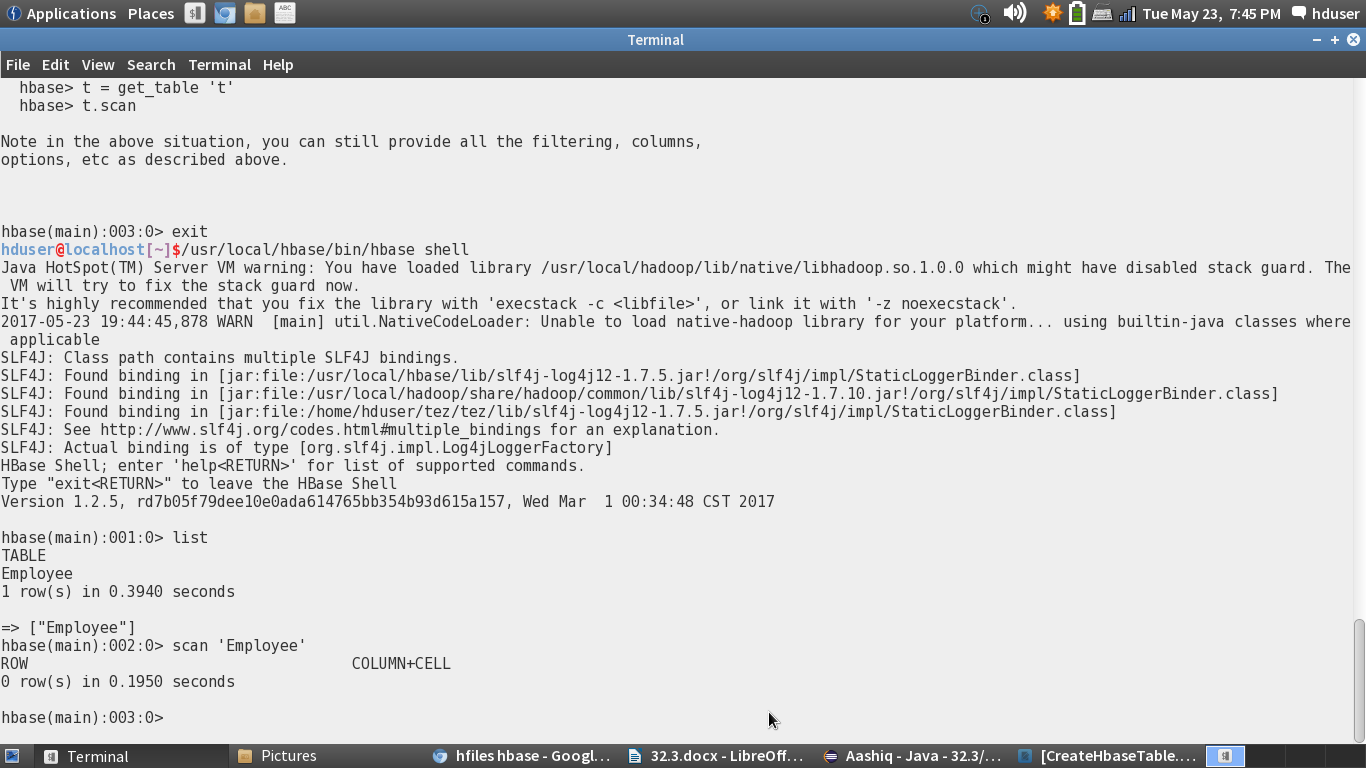 Applications Places Tue May 23, 7:45 PM hduser
Terminal
File Edit View Search Terminal Help
hbase> t = get_table 't'
hbase> t.scan
Note in the above situation, you can still provide all the filtering, columns,
options, etc as described above.
hbase(main):003:0> exit
hduser@localhost[~]$/usr/local/hbase/bin/hbase shell
Java HotSpot(TM) Server VM warning: You have loaded library /usr/local/hadoop/lib/native/libhadoop.so.1.0.0 which might have disabled stack guard. The
VM will try to fix the stack guard now.
It's highly recommended that you fix the library with 'execstack -c <libfile>', or link it with '-z noexecstack'.
2017-05-23 19:44:45,878 WARN  [main] util.NativeCodeLoader: Unable to load native-hadoop library for your platform... using builtin-java classes where
applicable
SLF4J: Class path contains multiple SLF4J bindings.
SLF4J: Found binding in [jar:file:/usr/local/hbase/lib/slf4j-log4j12-1.7.5.jar!/org/slf4j/impl/StaticLoggerBinder.class]
SLF4J: Found binding in [jar:file:/usr/local/hadoop/share/hadoop/common/lib/slf4j-log4j12-1.7.10.jar!/org/slf4j/impl/StaticLoggerBinder.class]
SLF4J: Found binding in [jar:file:/home/hduser/tez/tez/lib/slf4j-log4j12-1.7.5.jar!/org/slf4j/impl/StaticLoggerBinder.class]
SLF4J: See http://www.slf4j.org/codes.html#multiple_bindings for an explanation.
SLF4J: Actual binding is of type [org.slf4j.impl.Log4jLoggerFactory]
HBase Shell; enter 'help<RETURN>' for list of supported commands.
Type "exit<RETURN>" to leave the HBase Shell
Version 1.2.5, rd7b05f79dee10e0ada614765bb354b93d615a157, Wed Mar  1 00:34:48 CST 2017
hbase(main):001:0> list
TABLE
Employee
1 row(s) in 0.3940 seconds
=> ["Employee"]
hbase(main):002:0> scan 'Employee'
ROW COLUMN+CELL
0 row(s) in 0.1950 seconds
hbase(main):003:0>
Terminal Pictures hfiles hbase - Googl... 32.3.docx - LibreOff... Aashiq - Java - 32.3/... [CreateHbaseTable....